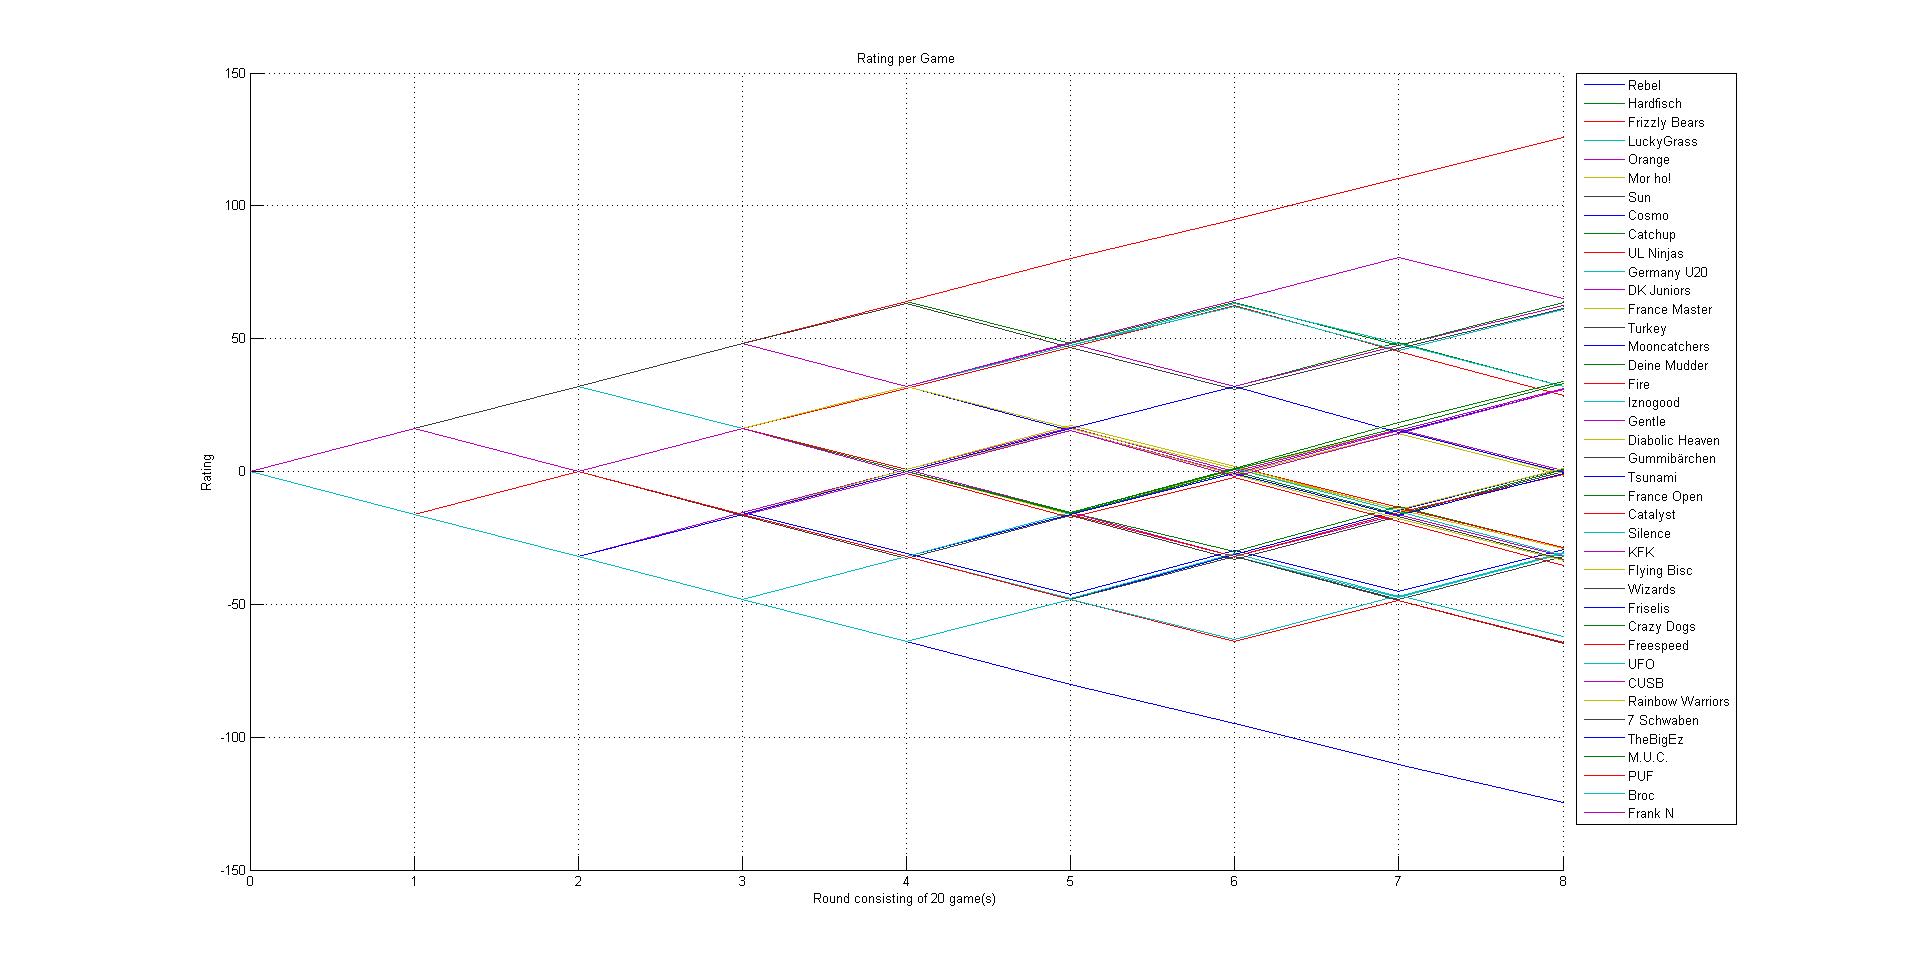 Rating per Game
150
100
50
0
-50
-100
-150
Rating
0 1 2 3 4 5 6 7 8
Round consisting of 20 game(s)
Rebel
Hardfisch
Frizzly Bears
LuckyGrass
Orange
Mor ho!
Sun
Cosmo
Catchup
UL Ninjas
Germany U20
DK Juniors
France Master
Turkey
Mooncatchers
Deine Mudder
Fire
Iznogood
Gentle
Diabolic Heaven
Gummibärchen
Tsunami
France Open
Catalyst
Silence
KFK
Flying Bisc
Wizards
Friselis
Crazy Dogs
Freespeed
UFO
CUSB
Rainbow Warriors
7 Schwaben
TheBigEz
M.U.C.
PUF
Broc
Frank N